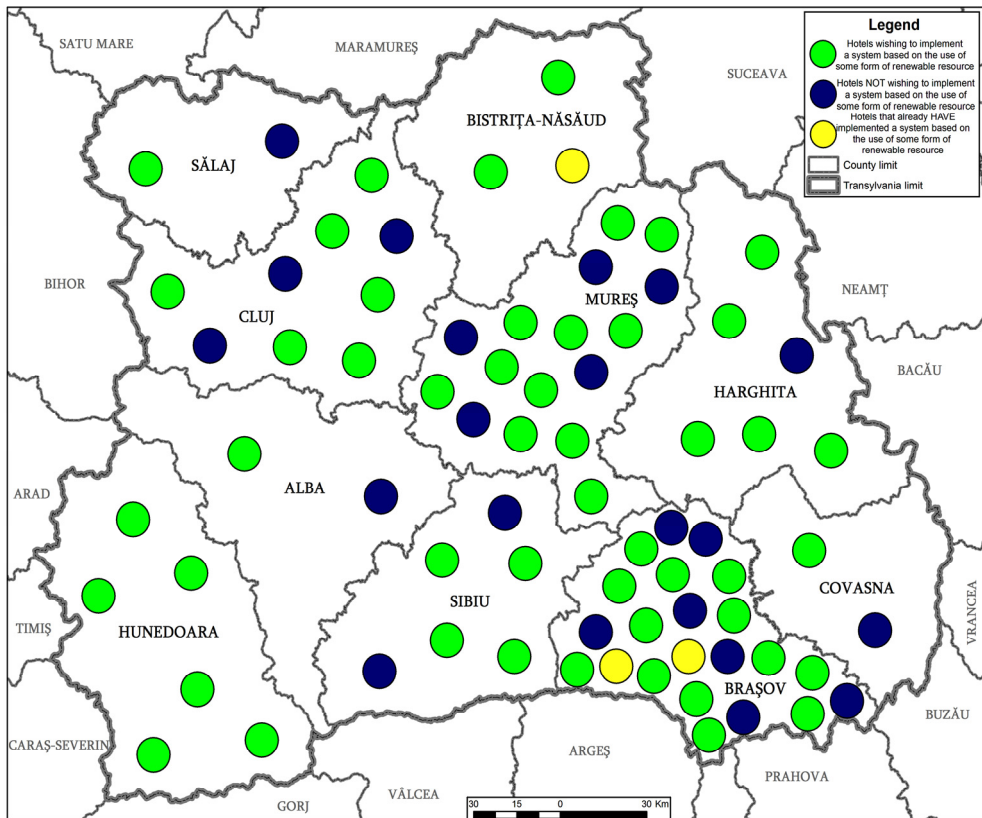 Legend
Hotels wishing to implement
a system based on the use of
some form of renewable resource
Hotels NOT wishing to implement
a system based on the use of
some form of renewable resource
Hotels that already HAVE
implemented a system based on
the use of some form of
renewable resource
County limit
Transylvania limit
SATU MARE
MARAMUREŞ
SUCEAVA
BISTRIŢA-NĂSĂUD
SĂLAJ
BIHOR
MUREŞ
NEAMŢ
CLUJ
BACĂU
HARGHITA
ALBA
ARAD
COVASNA
SIBIU
VRANCEA
TIMIŞ
HUNEDOARA
BRAŞOV
BUZĂU
CARAŞ-SEVERIN
ARGEŞ
PRAHOVA
VÂLCEA
GORJ
30 15 0 30 Km